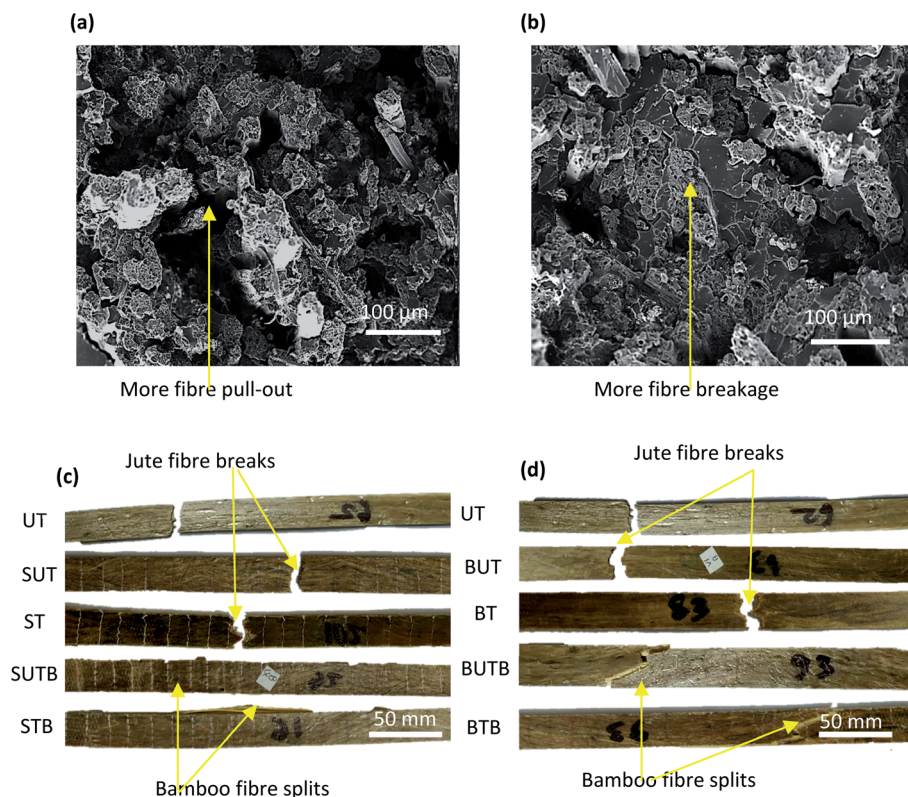 (a)
(b)
100 µm
100 µm
More fibre pull-out
More fibre breakage
Jute fibre breaks
Jute fibre breaks
(c)
(d)
UT
SUT
ST
SUTB
STB
50 mm
UT
BUT
BT
BUTB
BTB
50 mm
Bamboo fibre splits
Bamboo fibre splits